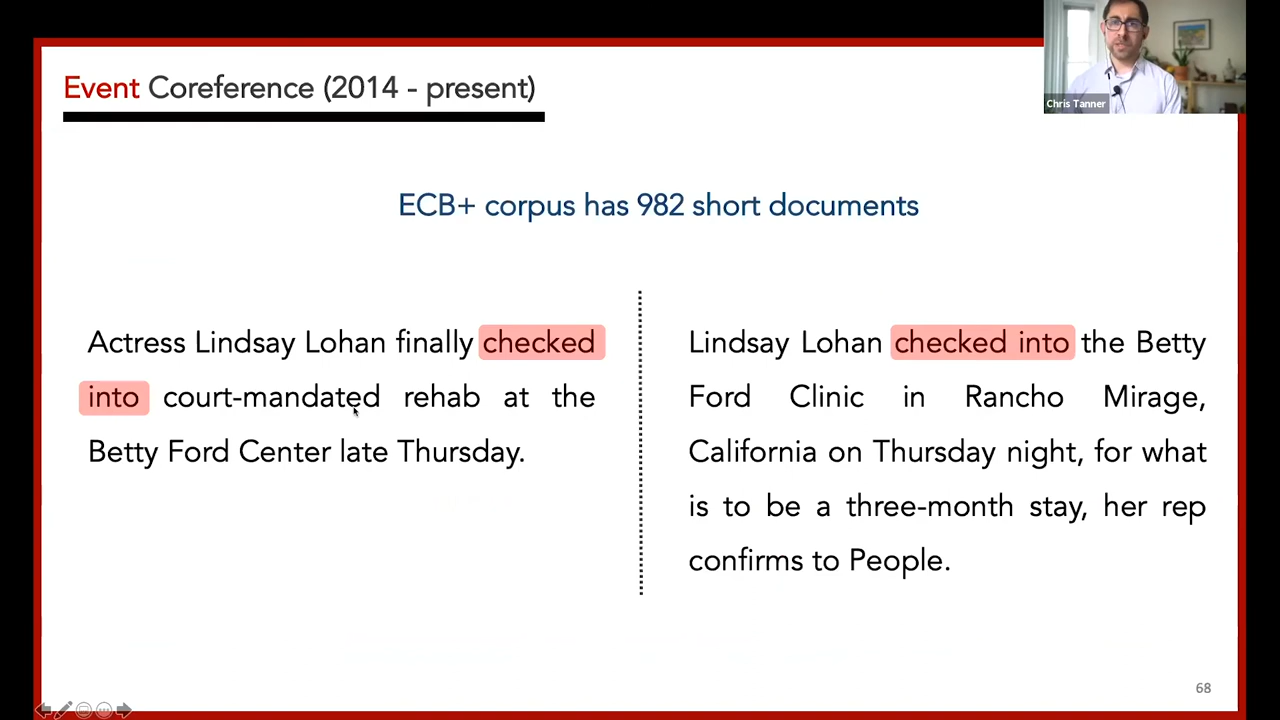 Event Coreference (2014 - present)
Chris Tanner
ECB+ corpus has 982 short documents
Actress Lindsay Lohan finally checked
into court-mandated rehab at the
Betty Ford Center late Thursday.
Lindsay Lohan checked into the Betty
Ford Clinic in Rancho Mirage,
California on Thursday night, for what
is to be a three-month stay, her rep
confirms to People.
68